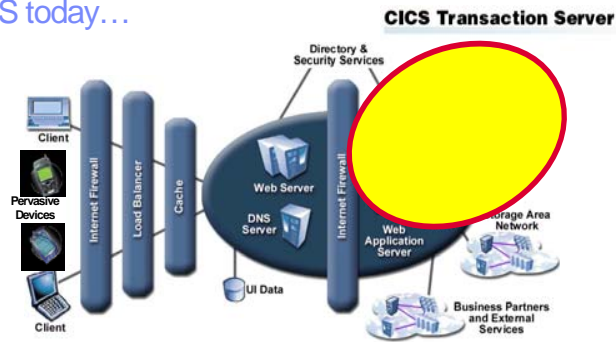 S today…
CICS Transaction Server
Directory &
Security Services
Client
Internet Firewall
Load Balancer
Cache
Pervasive
Devices
Client
Web Server
DNS
Server
UI Data
Internet Firewall
Web
Application
Server
Storage Area
Network
Business Partners
and External
Services